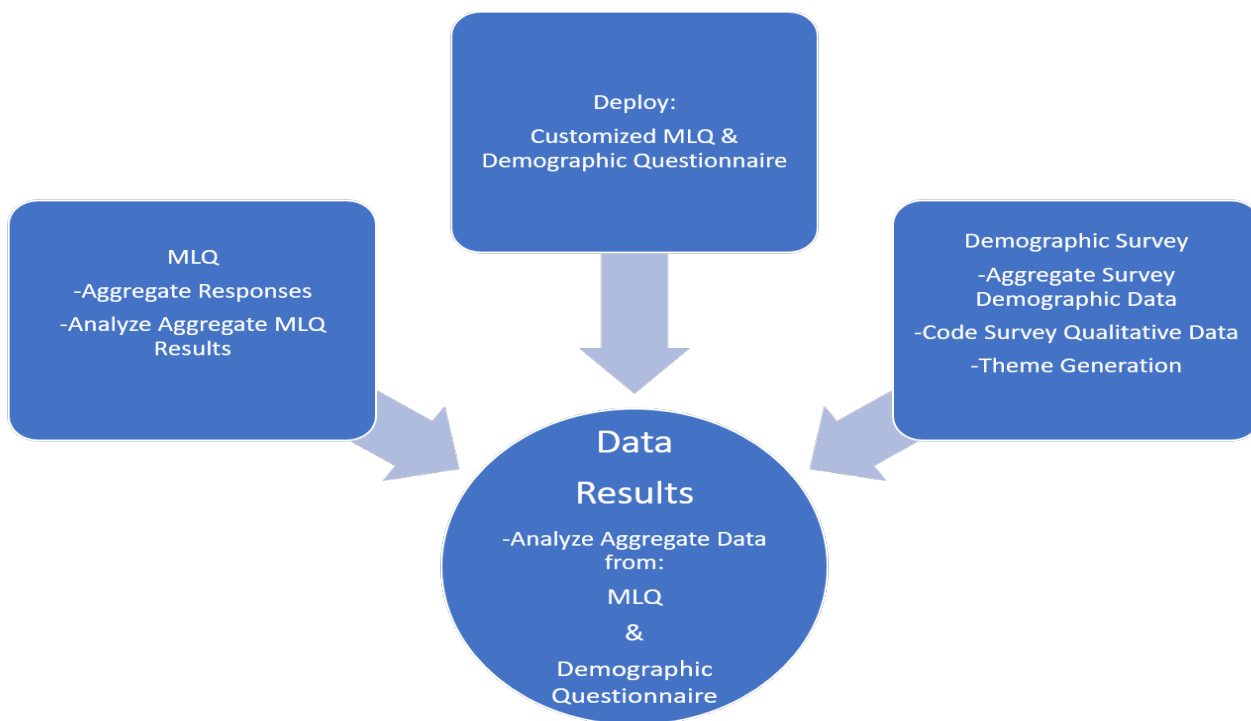 Deploy:
Customized MLQ &
Demographic Questionnaire
MLQ
-Aggregate Responses
-Analyze Aggregate MLQ
Results
Demographic Survey
-Aggregate Survey
Demographic Data
-Code Survey Qualitative Data
-Theme Generation
Data
Results
-Analyze Aggregate Data
from:
MLQ
&
Demographic
Questionnaire